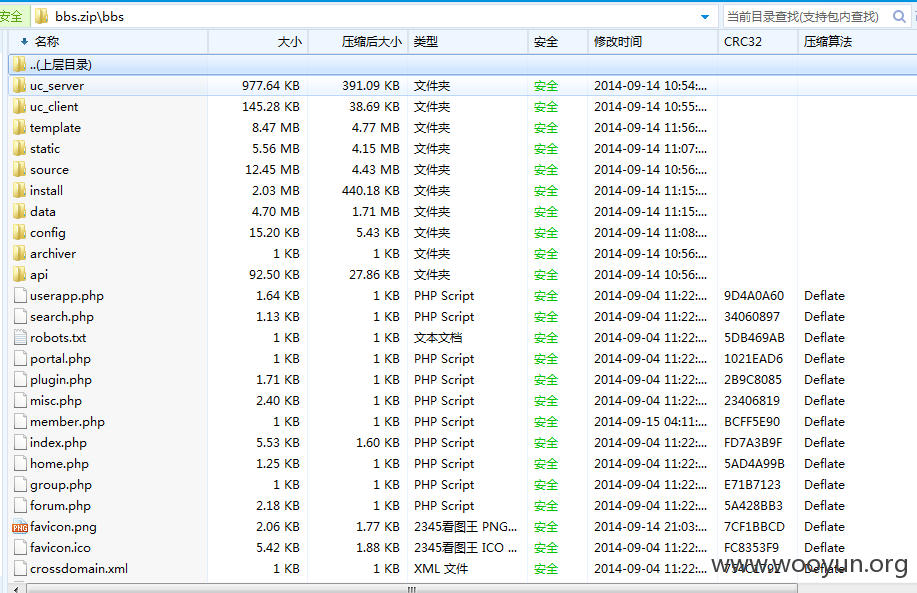 安全 bbs.zip\bbs 当前目录查找(支持包内查找)
名称 大小 压缩后大小 类型 安全 修改时间 CRC32 压缩算法
..(上层目录)
uc_server 977.64 KB 391.09 KB 文件夹 安全 2014-09-14 10:54:...
uc_client 145.28 KB 38.69 KB 文件夹 安全 2014-09-14 10:55:...
template 8.47 MB 4.77 MB 文件夹 安全 2014-09-14 11:56:...
static 5.56 MB 4.15 MB 文件夹 安全 2014-09-14 11:07:...
source 12.45 MB 4.43 MB 文件夹 安全 2014-09-14 10:56:...
install 2.03 MB 440.18 KB 文件夹 安全 2014-09-14 11:15:...
data 4.70 MB 1.71 MB 文件夹 安全 2014-09-14 11:15:...
config 15.20 KB 5.43 KB 文件夹 安全 2014-09-14 11:08:...
archiver 1 KB 1 KB 文件夹 安全 2014-09-14 10:56:...
api 92.50 KB 27.86 KB 文件夹 安全 2014-09-14 10:56:...
userapp.php 1.64 KB 1 KB PHP Script 安全 2014-09-04 11:22:... 9D4A0A60 Deflate
search.php 1.13 KB 1 KB PHP Script 安全 2014-09-04 11:22:... 34060897 Deflate
robots.txt 1 KB 1 KB 文本文档 安全 2014-09-04 11:22:... 5DB469AB Deflate
portal.php 1 KB 1 KB PHP Script 安全 2014-09-04 11:22:... 1021EAD6 Deflate
plugin.php 1.71 KB 1 KB PHP Script 安全 2014-09-04 11:22:... 2B9C8085 Deflate
misc.php 2.40 KB 1 KB PHP Script 安全 2014-09-04 11:22:... 23406819 Deflate
member.php 1 KB 1 KB PHP Script 安全 2014-09-15 04:11:... BCFF5E90 Deflate
index.php 5.53 KB 1.60 KB PHP Script 安全 2014-09-04 11:22:... FD7A3B9F Deflate
home.php 1.25 KB 1 KB PHP Script 安全 2014-09-04 11:22:... 5AD4A99B Deflate
group.php 1 KB 1 KB PHP Script 安全 2014-09-04 11:22:... E71B7123 Deflate
forum.php 2.18 KB 1 KB PHP Script 安全 2014-09-04 11:22:... 5A428BB3 Deflate
favicon.png 2.06 KB 1.77 KB 2345看图王 PNG... 安全 2014-09-14 21:03:... 7CF1BBCD Deflate
favicon.ico 5.42 KB 1.88 KB 2345看图王 ICO ... 安全 2014-09-04 11:22:... FC8353F9 Deflate
crossdomain.xml 1 KB 1 KB XML 文件 安全 2014-09-04 11:22:... Deflate
www.wooyun.org